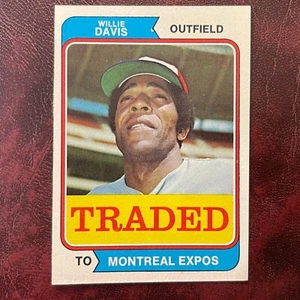 WILLIE
DAVIS
OUTFIELD
TRADED
TO
MONTREAL EXPOS